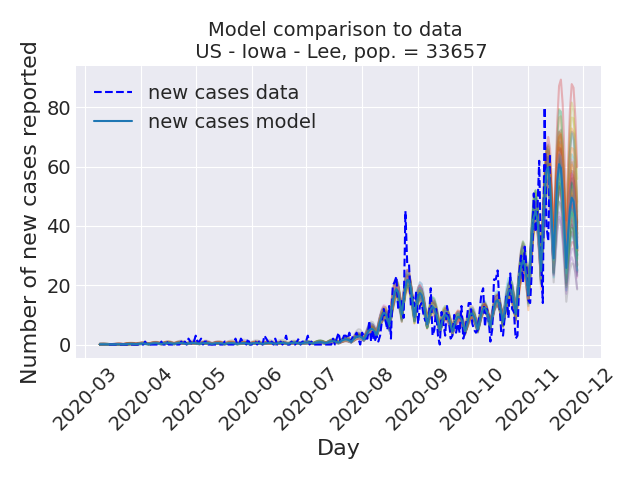 Model comparison to data
US - Iowa - Lee, pop. = 33657
new cases data
new cases model
Number of new cases reported
80
60
40
20
0
2020-03
2020-04
2020-05
2020-06
2020-07
2020-08
2020-09
2020-10
2020-11
2020-12
Day